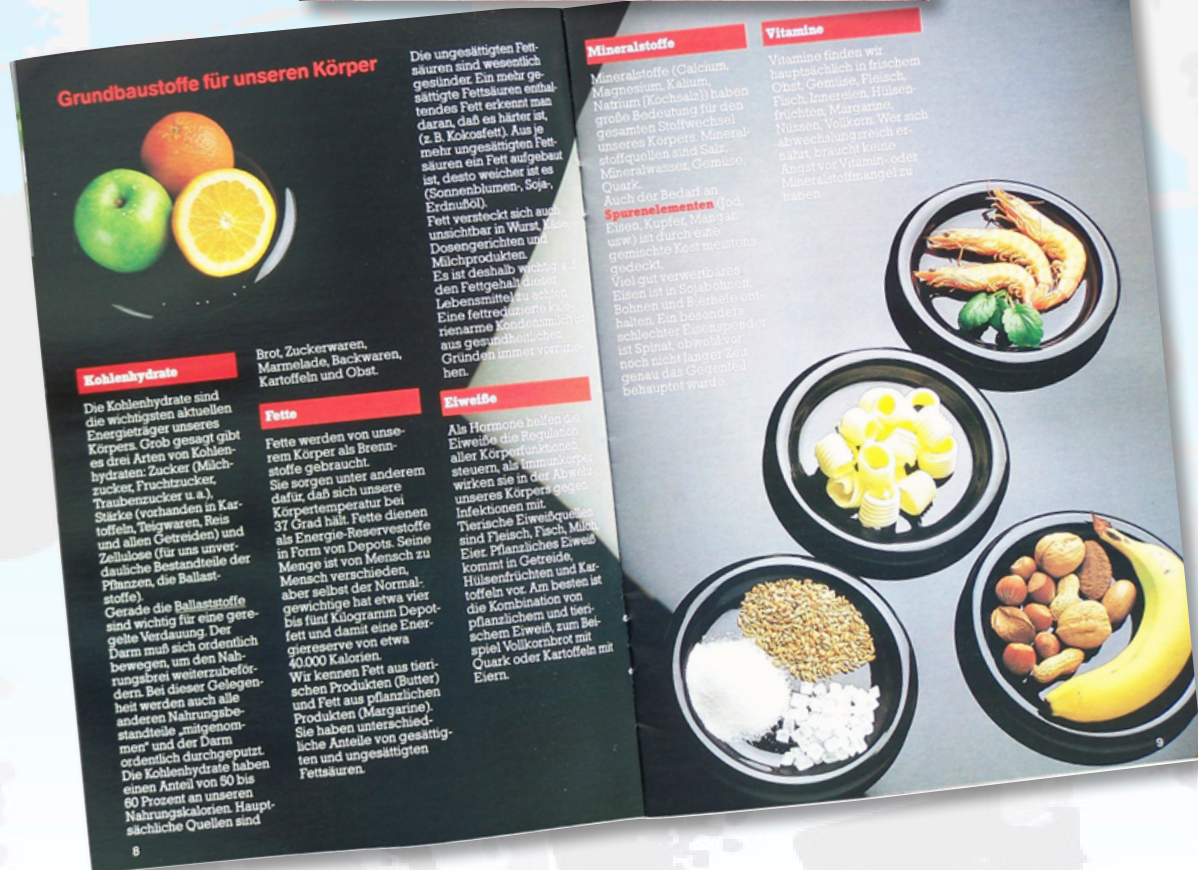 Grundbaustoffe für unseren Körper
Kohlenhydrate
Die Kohlenhydrate sind
die wichtigsten aktuellen
Energieträger unseres
Körpers. Grob gesagt gibt
es drei Arten von Kohlen-
hydraten: Zucker (Milch-
zucker, Fruchtzucker,
Traubenzucker u. a.),
Stärke (vorhanden in Kar-
toffeln, Teigwaren, Reis
und allen Getreiden) und
Zellulose (für uns unver-
dauliche Bestandteile der
Pflanzen, die Ballast-
stoffe).
Gerade die Ballaststoffe
sind wichtig für eine gere-
gelte Verdauung. Der
Darm muß sich ordentlich
bewegen, um den Nah-
rungsbrei weiterzubeför-
dern. Bei dieser Gelegen-
heit werden auch alle
anderen Nahrungsbe-
standteile „mitgenom-
men" und der Darm
ordentlich durchgeputzt.
Die Kohlenhydrate haben
einen Anteil von 50 bis
60 Prozent an unseren
Nahrungskalorien. Haupt-
sächliche Quellen sind
8
Brot, Zuckerwaren,
Marmelade, Backwaren,
Kartoffeln und Obst.
Fette
Fette werden von unse-
rem Körper als Brenn-
stoffe gebraucht.
Sie sorgen unter anderem
dafür, daß sich unsere
Körpertemperatur bei
37 Grad hält. Fette dienen
als Energie-Reservestoffe
in Form von Depots. Seine
Menge ist von Mensch zu
Mensch verschieden,
aber selbst der Normal-
gewichtige hat etwa vier
bis fünf Kilogramm Depot-
fett und damit eine Ener-
giereserve von etwa
40.000 Kalorien.
Wir kennen Fett aus tieri-
schen Produkten (Butter)
und Fett aus pflanzlichen
Produkten (Margarine).
Sie haben unterschied-
liche Anteile von gesättig-
ten und ungesättigten
Fettsäuren.
Die ungesättigten Fett-
säuren sind wesentlich
gesünder. Ein mehr ge-
sättigte Fettsäuren enthal-
tendes Fett erkennt man
daran, daß es härter ist,
(z. B. Kokosfett). Aus je
mehr ungesättigten Fett-
säuren ein Fett aufgebaut
ist, desto weicher ist es
(Sonnenblumen-, Soja-,
Erdnußöl).
Fett versteckt sich auch
unsichtbar in Wurst, Käse,
Dosengerichten und
Milchprodukten.
Es ist deshalb wichtig, auf
den Fettgehalt dieser
Lebensmittel zu achten.
Eine fettreduzierte kalo-
rienarme Kondensmilch ist
aus gesundheitlichen
Gründen immer vorzuzie-
hen.
Eiweiße
Als Hormone helfen die
Eiweiße die Regulation
aller Körperfunktionen
steuern, als Immunkörper
wirken sie in der Abwehr
unseres Körpers gegen
Infektionen mit.
Tierische Eiweißquellen
sind Fleisch, Fisch, Milch,
Eier. Pflanzliches Eiweiß
kommt in Getreide,
Hülsenfrüchten und Kar-
toffeln vor. Am besten ist
die Kombination von
pflanzlichem und tieri-
schem Eiweiß, zum Bei-
spiel Vollkornbrot mit
Quark oder Kartoffeln mit
Eiern.
Mineralstoffe
Mineralstoffe (Calcium,
Magnesium, Kalium,
Natrium [Kochsalz]) haben
große Bedeutung für den
gesamten Stoffwechsel
unseres Körpers. Mineral-
stoffquellen sind Salz,
Mineralwasser, Gemüse,
Quark.
Auch der Bedarf an
Spurenelementen (Jod,
Eisen, Kupfer, Mangan
usw.) ist durch eine
gemischte Kost meistens
gedeckt.
Viel gut verwertbares
Eisen ist in Sojabohnen,
Bohnen und Bierhefe ent-
halten. Ein besonders
schlechter Eisenspender
ist Spinat, obwohl vor
noch nicht langer Zeit
genau das Gegenteil
behauptet wurde.
Vitamine
Vitamine finden wir
hauptsächlich in frischem
Obst, Gemüse, Fleisch,
Fisch, Innereien, Hülsen-
früchten, Margarine,
Nüssen, Vollkorn. Wer sich
abwechslungsreich er-
nährt, braucht keine
Angst vor Vitamin- oder
Mineralstoffmangel zu
haben.
9